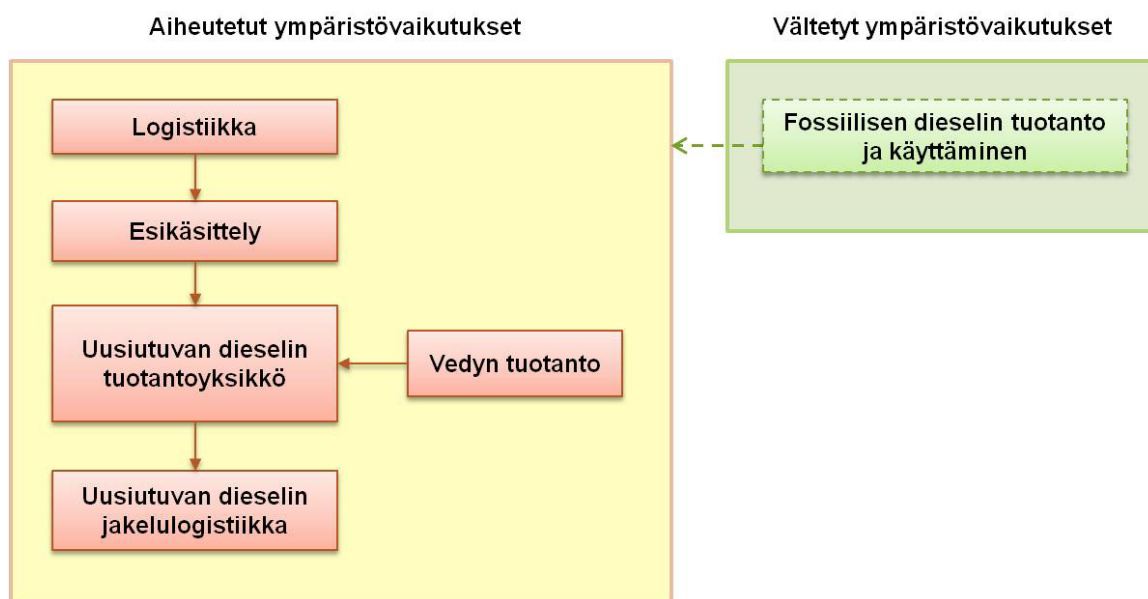 Aiheutetut ympäristövaikutukset
Vältetyt ympäristövaikutukset
Logistiikka
Esikäsittely
Uusiutuvan dieselin
tuotantoyksikkö
Vedyn tuotanto
Uusiutuvan dieselin
jakelulogistiikka
Fossiilisen dieselin tuotanto
ja käyttäminen